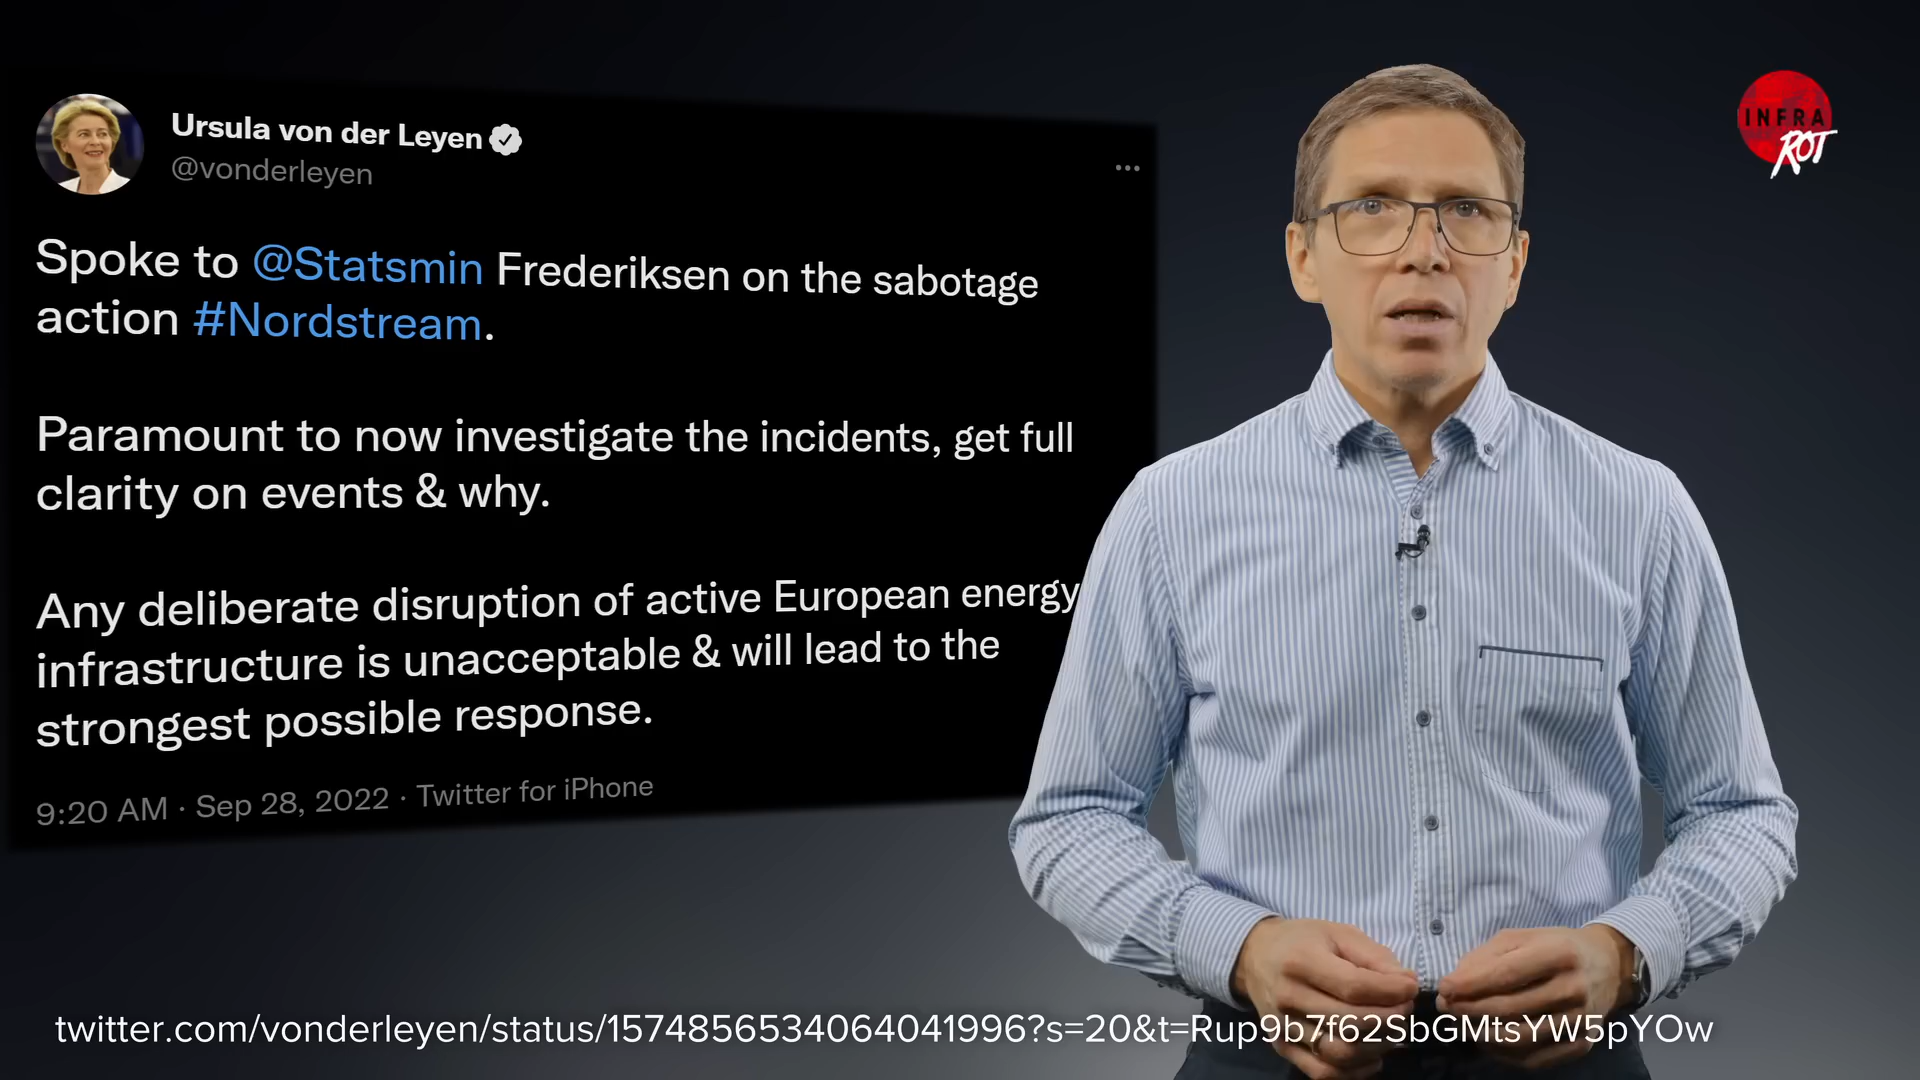 Ursula von der Leyen
@vonderleyen
Spoke to @Statsmin Frederiksen on the sabotage
action #Nordstream.
Paramount to now investigate the incidents, get full
clarity on events & why.
Any deliberate disruption of active European energy
infrastructure is unacceptable & will lead to the
strongest possible response.
9:20 AM · Sep 28, 2022 · Twitter for iPhone
INFRA
ROT
twitter.com/vonderleyen/status/1574856534064041996?s=20&t=Rup9b7f62SbGMtsYW5pYOw